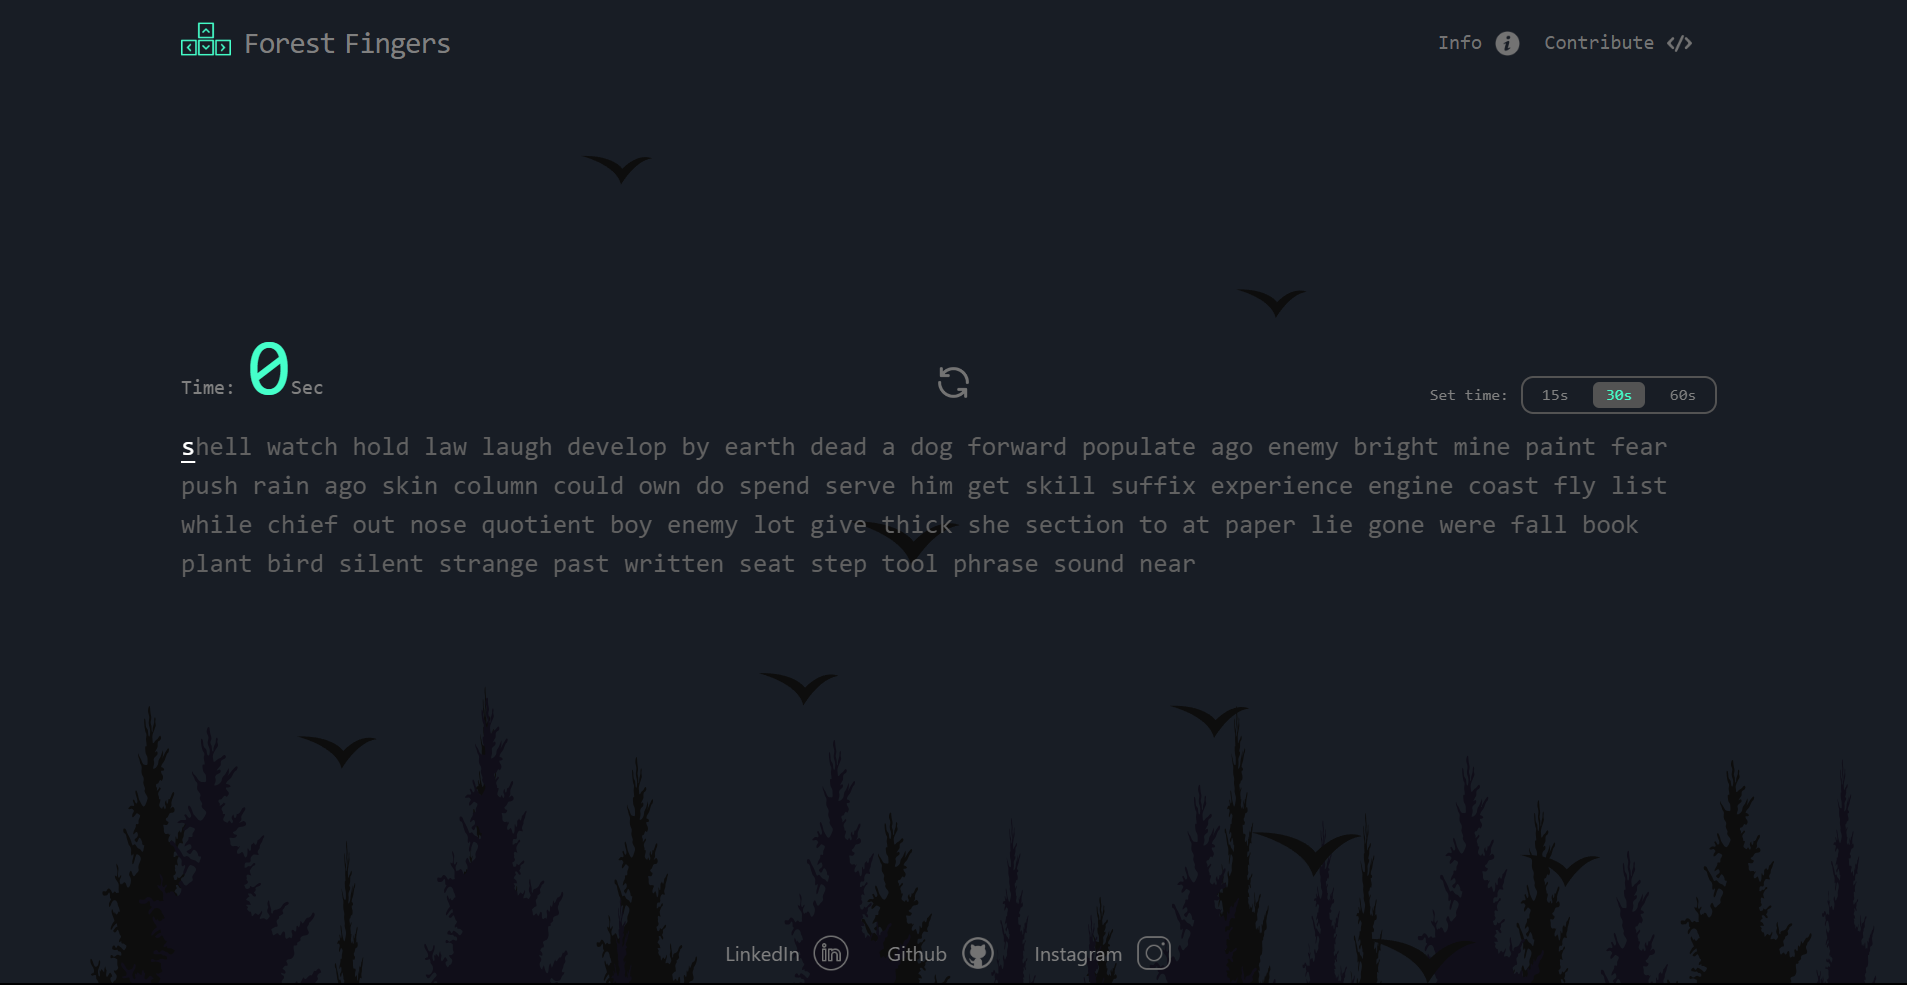 Forest Fingers
Info
Contribute
Time: 0 Sec
Set time: 15s 30s 60s
shell watch hold law laugh develop by earth dead a dog forward populate ago enemy bright mine paint fear
push rain ago skin column could own do spend serve him get skill suffix experience engine coast fly list
while chief out nose quotient boy enemy lot give thick she section to at paper lie gone were fall book
plant bird silent strange past written seat step tool phrase sound near
LinkedIn
Github
Instagram